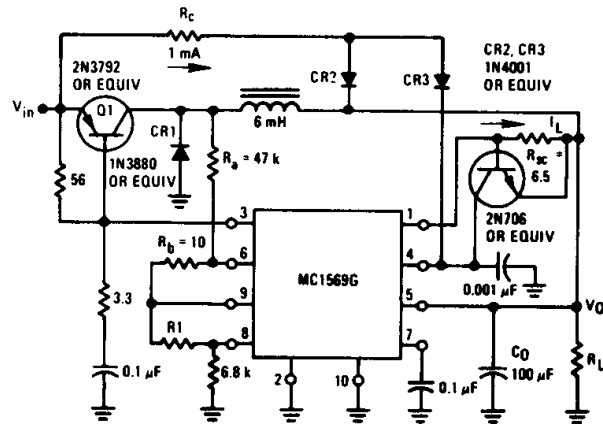 Rc
1 mA
2N3792
OR EQUIV
Q1
Vin
CR1
1N3880
OR EQUIV
6 mH
CR2
CR3
CR2, CR3
1N4001
OR EQUIV
IL
Rsc *
6.5
2N706
OR EQUIV
56
Ra = 47 k
3
1
Rb = 10
6
MC1569G
4
0.001 µF
9
5
VO
3.3
R1
8
7
6.8 k
2
10
0.1 µF
0.1 µF
CO
100 µF
RL